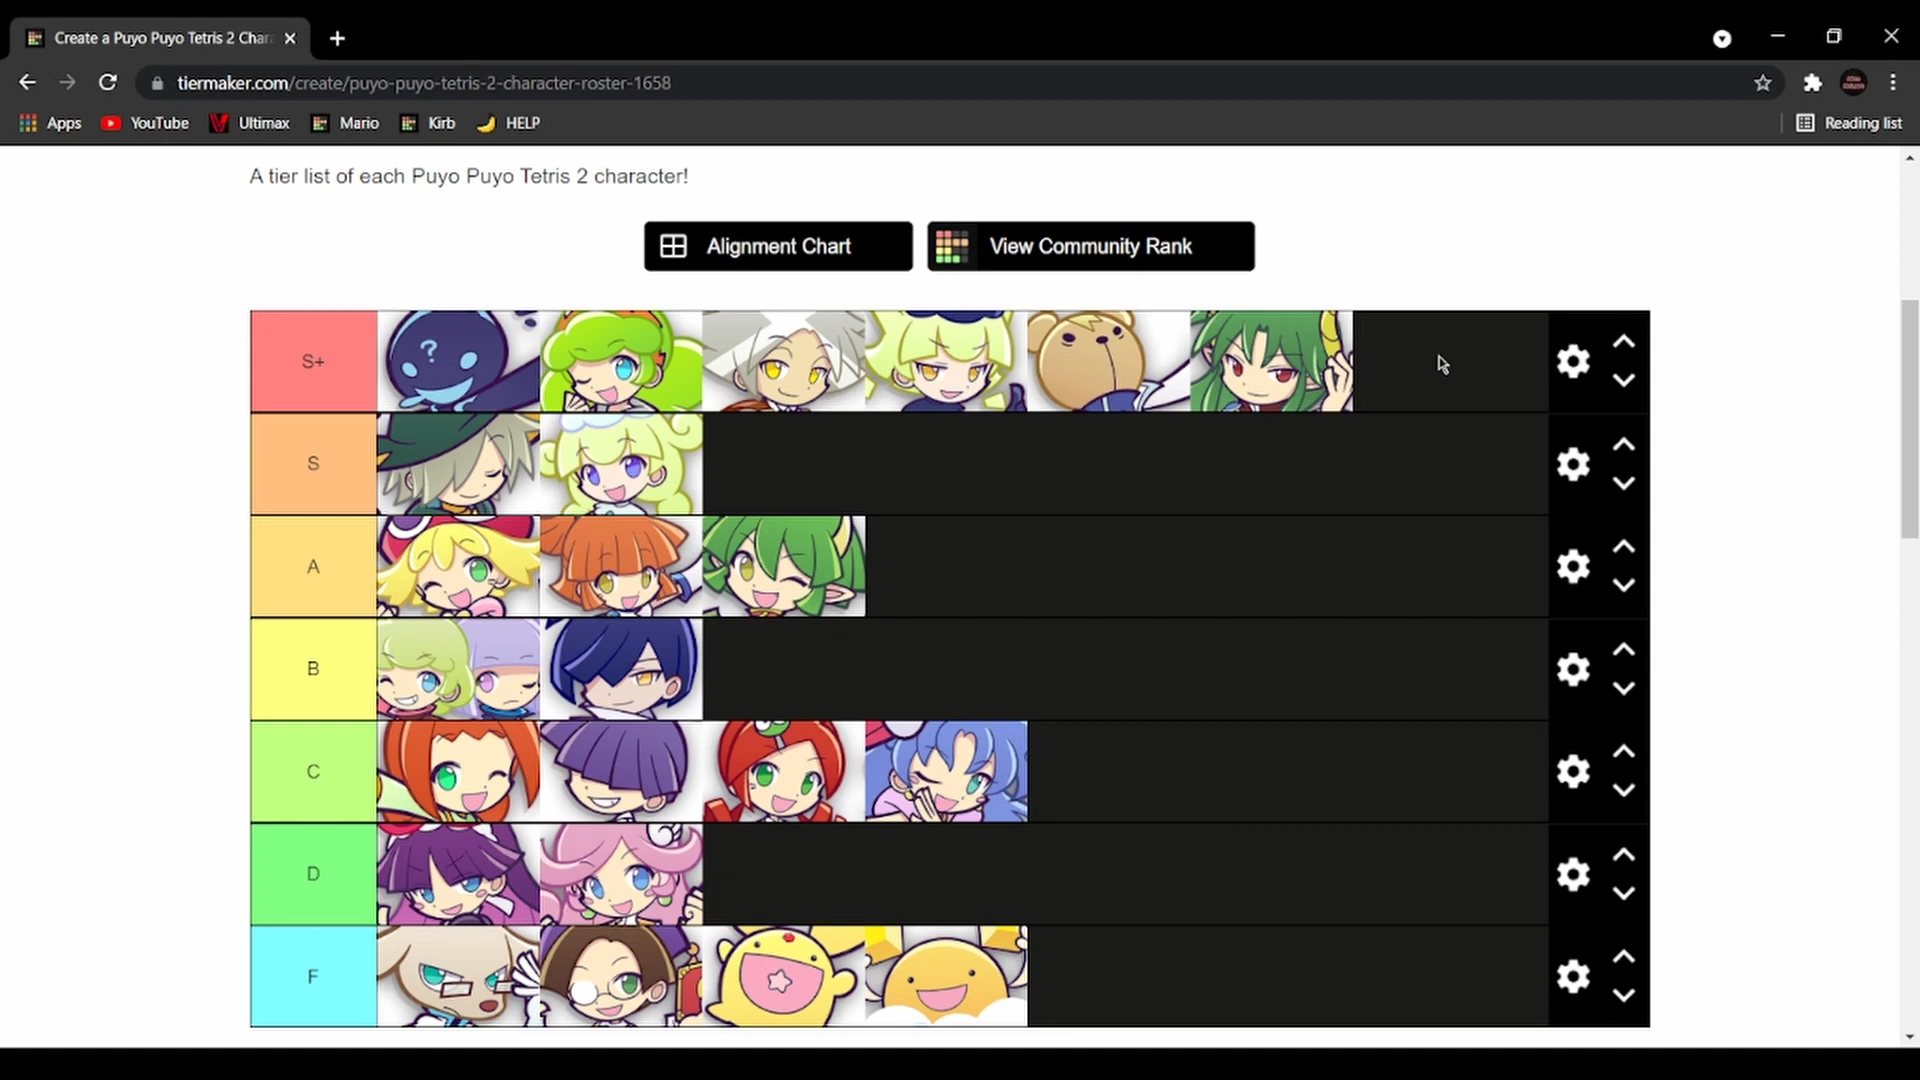 Create a Puyo Puyo Tetris 2 Char
tiermaker.com/create/puyo-puyo-tetris-2-character-roster-1658
Apps YouTube Ultimax Mario Kirb HELP Reading list
A tier list of each Puyo Puyo Tetris 2 character!
Alignment Chart View Community Rank
S+
?
S
A
B
C
D
F